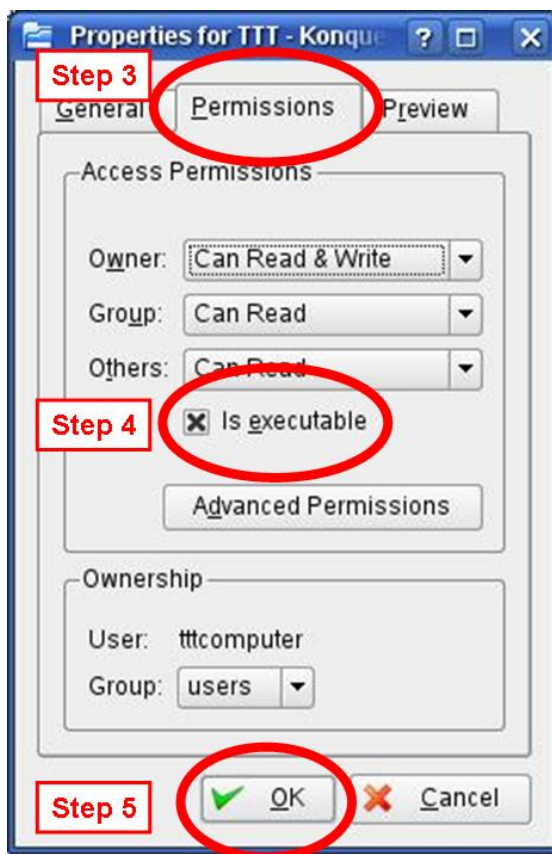 Properties for TTT - Konque
Step 3
General Permissions Preview
Access Permissions
Owner: Can Read & Write
Group: Can Read
Others: Can Read
Step 4
Is executable
Advanced Permissions
Ownership
User: tttcomputer
Group: users
Step 5
OK Cancel